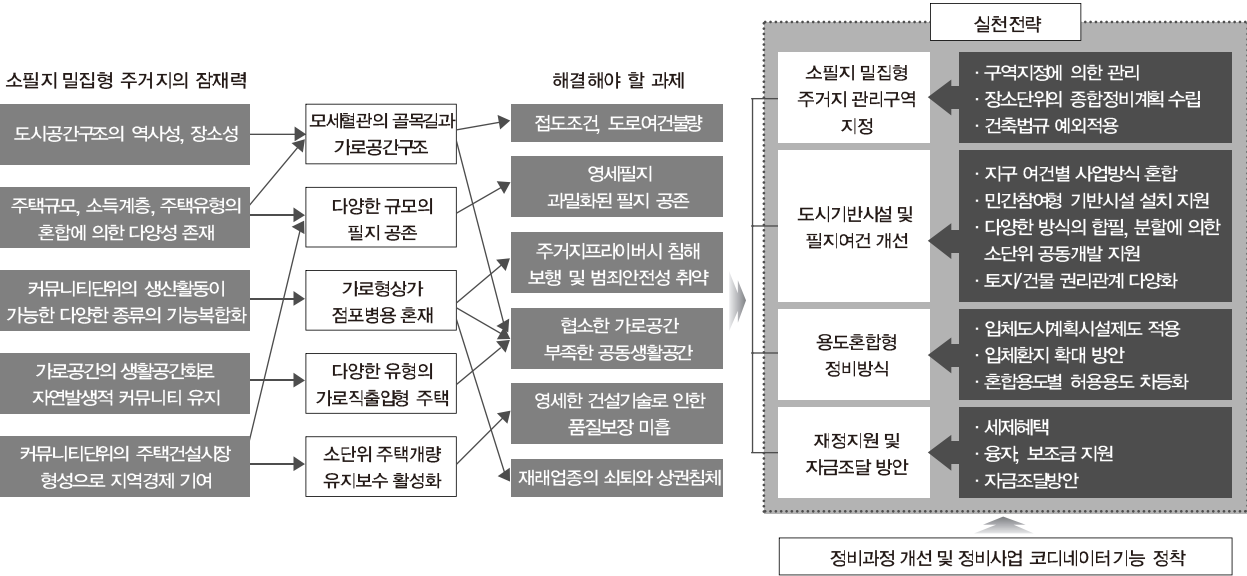 소필지 밀집형 주거지의 잠재력
도시공간구조의 역사성, 장소성
주택규모, 소득계층, 주택유형의
혼합에 의한 다양성 존재
커뮤니티단위의 생산활동이
가능한 다양한 종류의 기능복합화
가로공간의 생활공간화로
자연발생적 커뮤니티 유지
커뮤니티단위의 주택건설시장
형성으로 지역경제 기여
모세혈관의 골목길과
가로공간구조
다양한 규모의
필지 공존
가로형상가
점포병용 혼재
다양한 유형의
가로직출입형 주택
소단위 주택개량
유지보수 활성화
해결해야 할 과제
접도조건, 도로여건불량
영세필지
과밀화된 필지 공존
주거지프라이버시 침해
보행 및 범죄안전성 취약
협소한 가로공간
부족한 공동생활공간
영세한 건설기술로 인한
품질보장 미흡
재래업종의 쇠퇴와 상권침체
실천전략
소필지 밀집형
주거지 관리구역
지정
· 구역지정에 의한 관리
· 장소단위의 종합정비계획 수립
· 건축법규 예외적용
도시기반시설 및
필지여건 개선
· 지구 여건별 사업방식 혼합
· 민간참여형 기반시설 설치 지원
· 다양한 방식의 합필, 분할에 의한
소단위 공동개발 지원
· 토지/건물 권리관계 다양화
용도혼합형
정비방식
· 입체도시계획시설제도 적용
· 입체환지 확대 방안
· 혼합용도별 허용용도 차등화
재정지원 및
자금조달 방안
· 세제혜택
· 융자, 보조금 지원
· 자금조달방안
정비과정 개선 및 정비사업 코디네이터 기능 정착